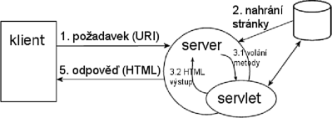 2. nahrání
stránky
klient
1. požadavek (URI)
server
3.1 volání
metody
5. odpověď (HTML)
3.2 HTML
výstup
servlet